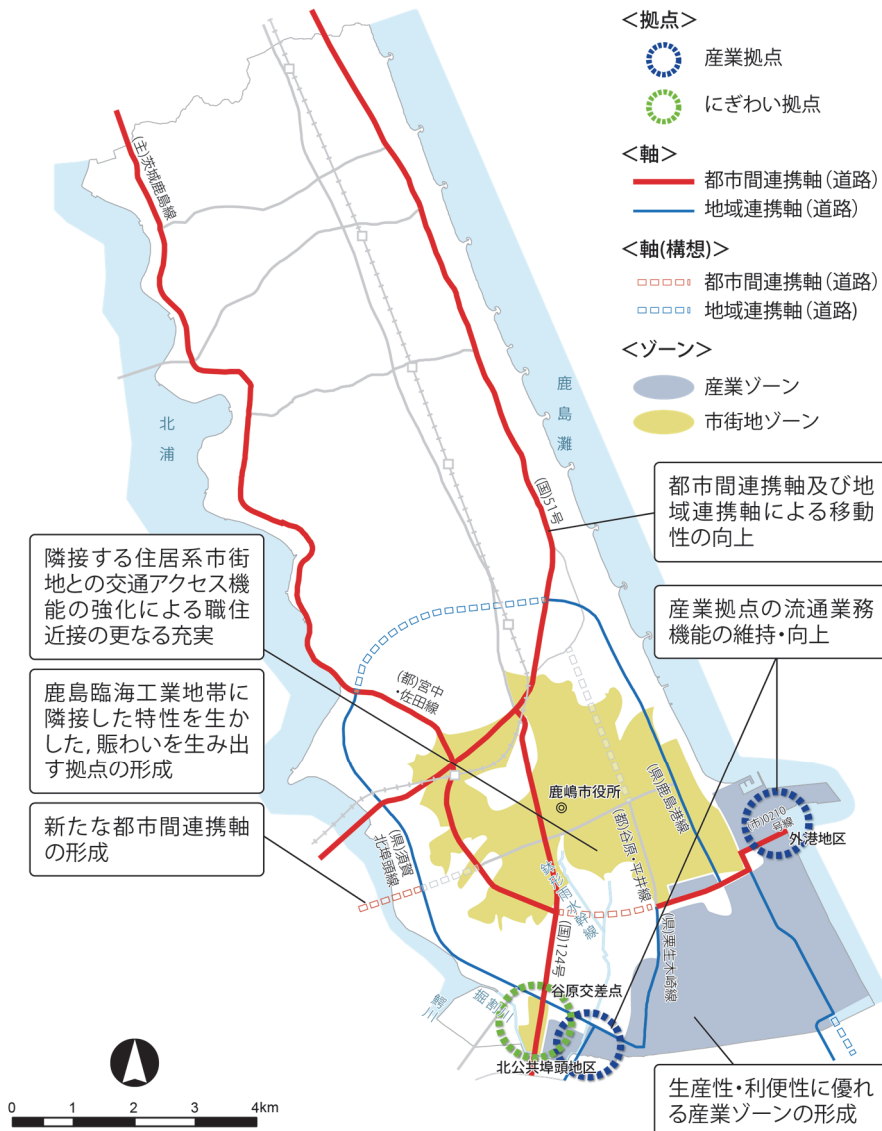 <拠点>
産業拠点
にぎわい拠点
<軸>
都市間連携軸(道路)
地域連携軸(道路)
<軸(構想)>
都市間連携軸(道路)
地域連携軸(道路)
<ゾーン>
産業ゾーン
市街地ゾーン
(主)茨城鹿島線
北浦
鹿島灘
(国)51号
都市間連携軸及び地
域連携軸による移動
性の向上
隣接する住居系市街
地との交通アクセス機
能の強化による職住
近接の更なる充実
産業拠点の流通業務
機能の維持・向上
鹿島臨海工業地帯に
隣接した特性を生か
した,賑わいを生み出
す拠点の形成
新たな都市間連携軸
の形成
(都)宮中
・佐田線
鹿嶋市役所
(県)鹿島港線
(都)谷原・平井線
(市)0210
号線
外港地区
(県)須賀
北埠頭線
(国)124号
(県)粟生木崎線
谷原交差点
北公共埠頭地区
生産性・利便性に優れ
る産業ゾーンの形成
0 1 2 3 4km